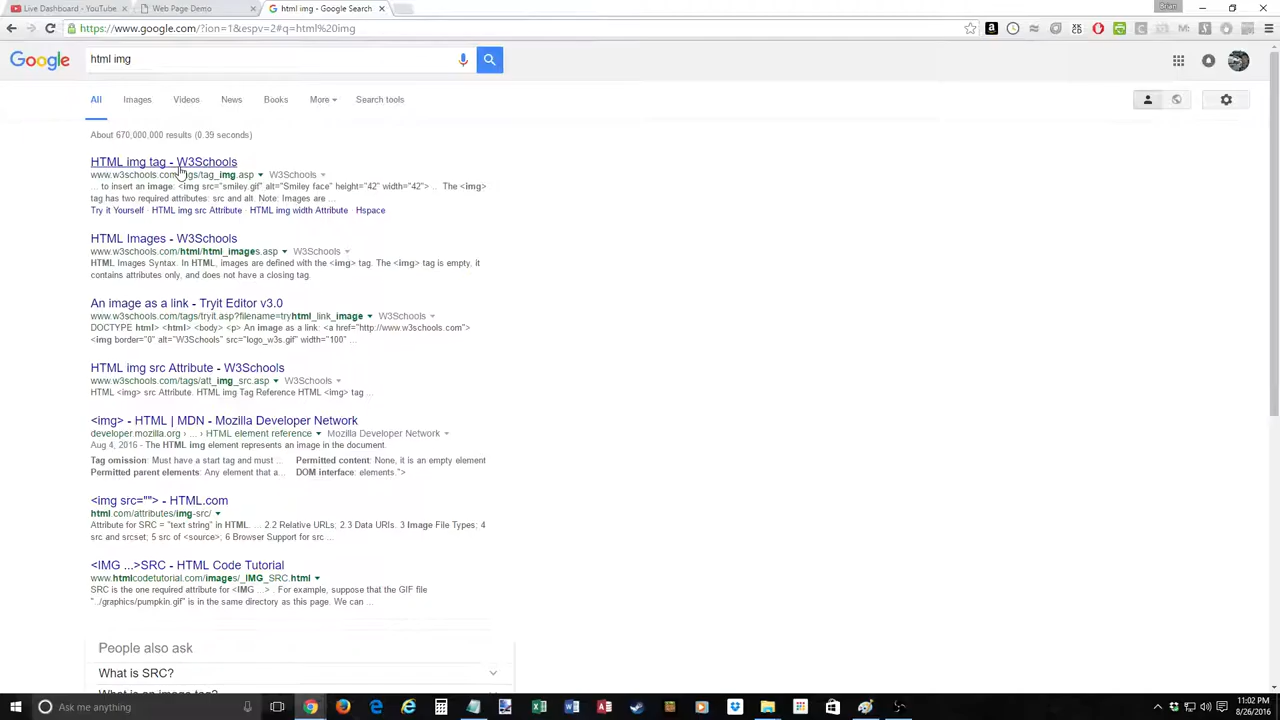 Live Dashboard - YouTube
Web Page Demo
html img - Google Search
Brian
https://www.google.com/?ion=1&espv=2#q=html%20img
Google
html img
All Images Videos News Books More Search tools
About 670,000,000 results (0.39 seconds)
HTML img tag - W3Schools
www.w3schools.com/tags/tag_img.asp W3Schools
... to insert an image: <img src="smiley.gif" alt="Smiley face" height="42" width="42"> ... The <img>
tag has two required attributes: src and alt. Note: Images are ...
Try it Yourself · HTML img src Attribute · HTML img width Attribute · Hspace
HTML Images - W3Schools
www.w3schools.com/html/html_images.asp W3Schools
HTML Images Syntax. In HTML, images are defined with the <img> tag. The <img> tag is empty, it
contains attributes only, and does not have a closing tag.
An image as a link - Tryit Editor v3.0
www.w3schools.com/tags/tryit.asp?filename=tryhtml_link_image W3Schools
DOCTYPE html> <html> <body> <p> An image as a link: <a href="http://www.w3schools.com">
<img border="0" alt="W3Schools" src="logo_w3s.gif" width="100" ...
HTML img src Attribute - W3Schools
www.w3schools.com/tags/att_img_src.asp W3Schools
HTML <img> src Attribute. HTML img Tag Reference HTML <img> tag ...
<img> - HTML | MDN - Mozilla Developer Network
developer.mozilla.org › ... › HTML element reference Mozilla Developer Network
Aug 4, 2016 - The HTML img element represents an image in the document.
Tag omission: Must have a start tag and must ... Permitted content: None, it is an empty element
Permitted parent elements: Any element that a... DOM interface: elements.">
<img src=""> - HTML.com
html.com/attributes/img-src/
Attribute for SRC = "text string" in HTML. ... 2.2 Relative URLs; 2.3 Data URIs. 3 Image File Types; 4
src and srcset; 5 src of <source>; 6 Browser Support for src ...
<IMG ...>SRC - HTML Code Tutorial
www.htmlcodetutorial.com/images/_IMG_SRC.html
SRC is the one required attribute for <IMG ...> . For example, suppose that the GIF file
"../graphics/pumpkin.gif" is in the same directory as this page. We can ...
People also ask
What is SRC?
What is an image tag?
Ask me anything
11:02 PM
8/26/2016